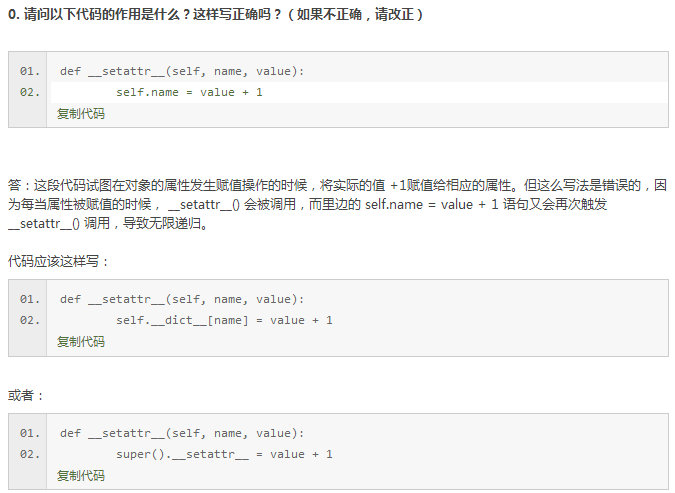 0. 请问以下代码的作用是什么？这样写正确吗？（如果不正确，请改正）
01. def __setattr__(self, name, value):
02. self.name = value + 1
复制代码
答：这段代码试图在对象的属性发生赋值操作的时候，将实际的值 +1赋值给相应的属性。但这么写法是错误的，因
为每当属性被赋值的时候， __setattr__() 会被调用，而里边的 self.name = value + 1 语句又会再次触发
__setattr__() 调用，导致无限递归。
代码应该这样写：
01. def __setattr__(self, name, value):
02. self.__dict__[name] = value + 1
复制代码
或者：
01. def __setattr__(self, name, value):
02. super().__setattr__ = value + 1
复制代码